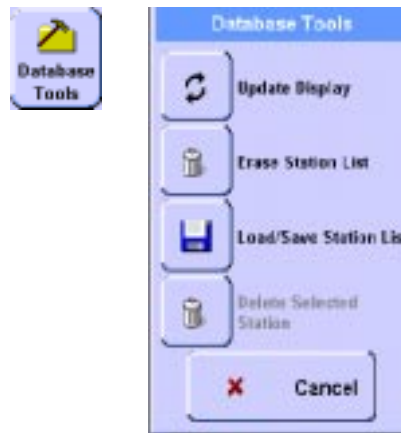 Database
Tools
Database Tools
Update Display
Erase Station List
Load/Save Station Lis
Delete Selected
Station
Cancel